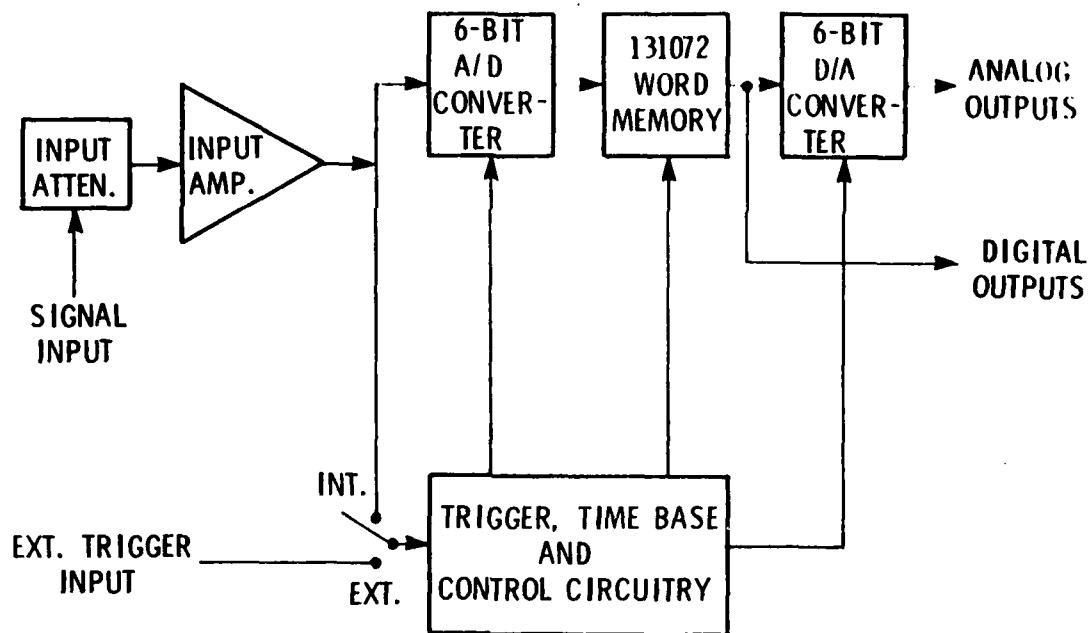 6-BIT
A/D
CONVER-
TER
131072
WORD
MEMORY
6-BIT
D/A
CONVER-
TER
ANALOG
OUTPUTS
INPUT
ATTEN.
INPUT
AMP.
SIGNAL
INPUT
DIGITAL
OUTPUTS
INT.
EXT. TRIGGER
INPUT
EXT.
TRIGGER, TIME BASE
AND
CONTROL CIRCUITRY